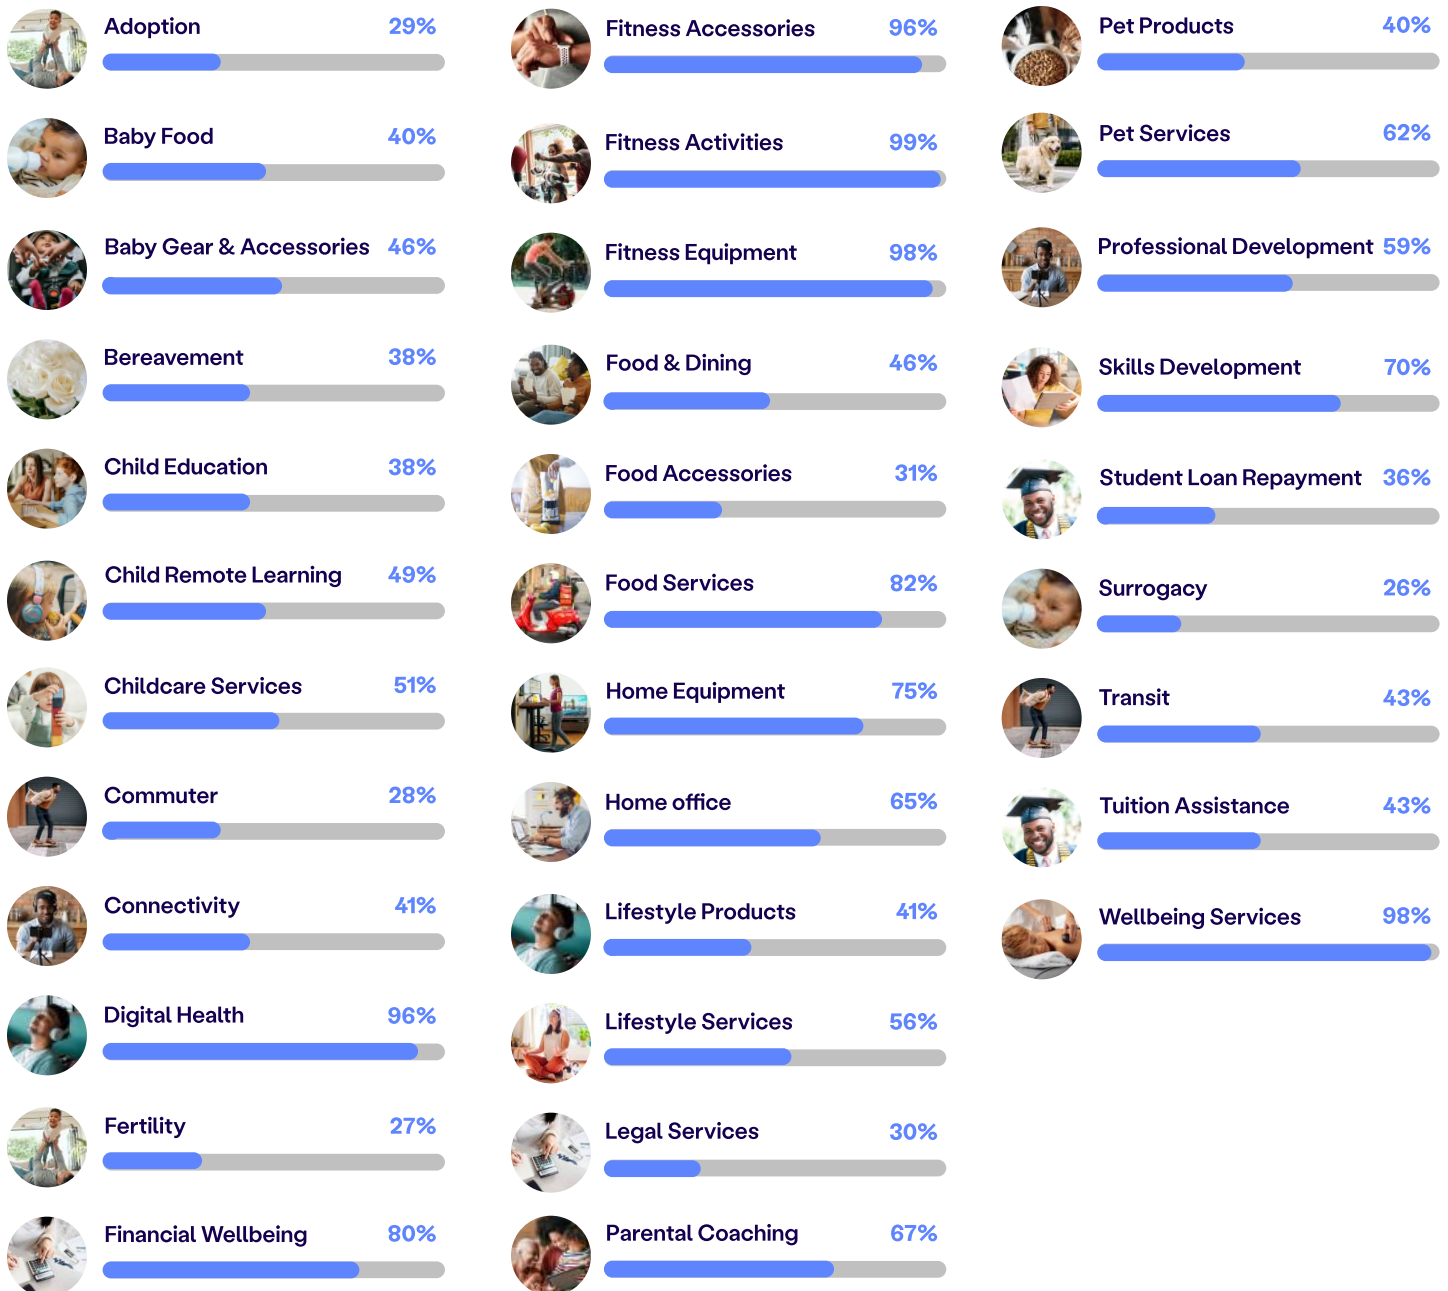 Adoption 29%
Baby Food 40%
Baby Gear & Accessories 46%
Bereavement 38%
Child Education 38%
Child Remote Learning 49%
Childcare Services 51%
Commuter 28%
Connectivity 41%
Digital Health 96%
Fertility 27%
Financial Wellbeing 80%
Fitness Accessories 96%
Fitness Activities 99%
Fitness Equipment 98%
Food & Dining 46%
Food Accessories 31%
Food Services 82%
Home Equipment 75%
Home office 65%
Lifestyle Products 41%
Lifestyle Services 56%
Legal Services 30%
Parental Coaching 67%
Pet Products 40%
Pet Services 62%
Professional Development 59%
Skills Development 70%
Student Loan Repayment 36%
Surrogacy 26%
Transit 43%
Tuition Assistance 43%
Wellbeing Services 98%